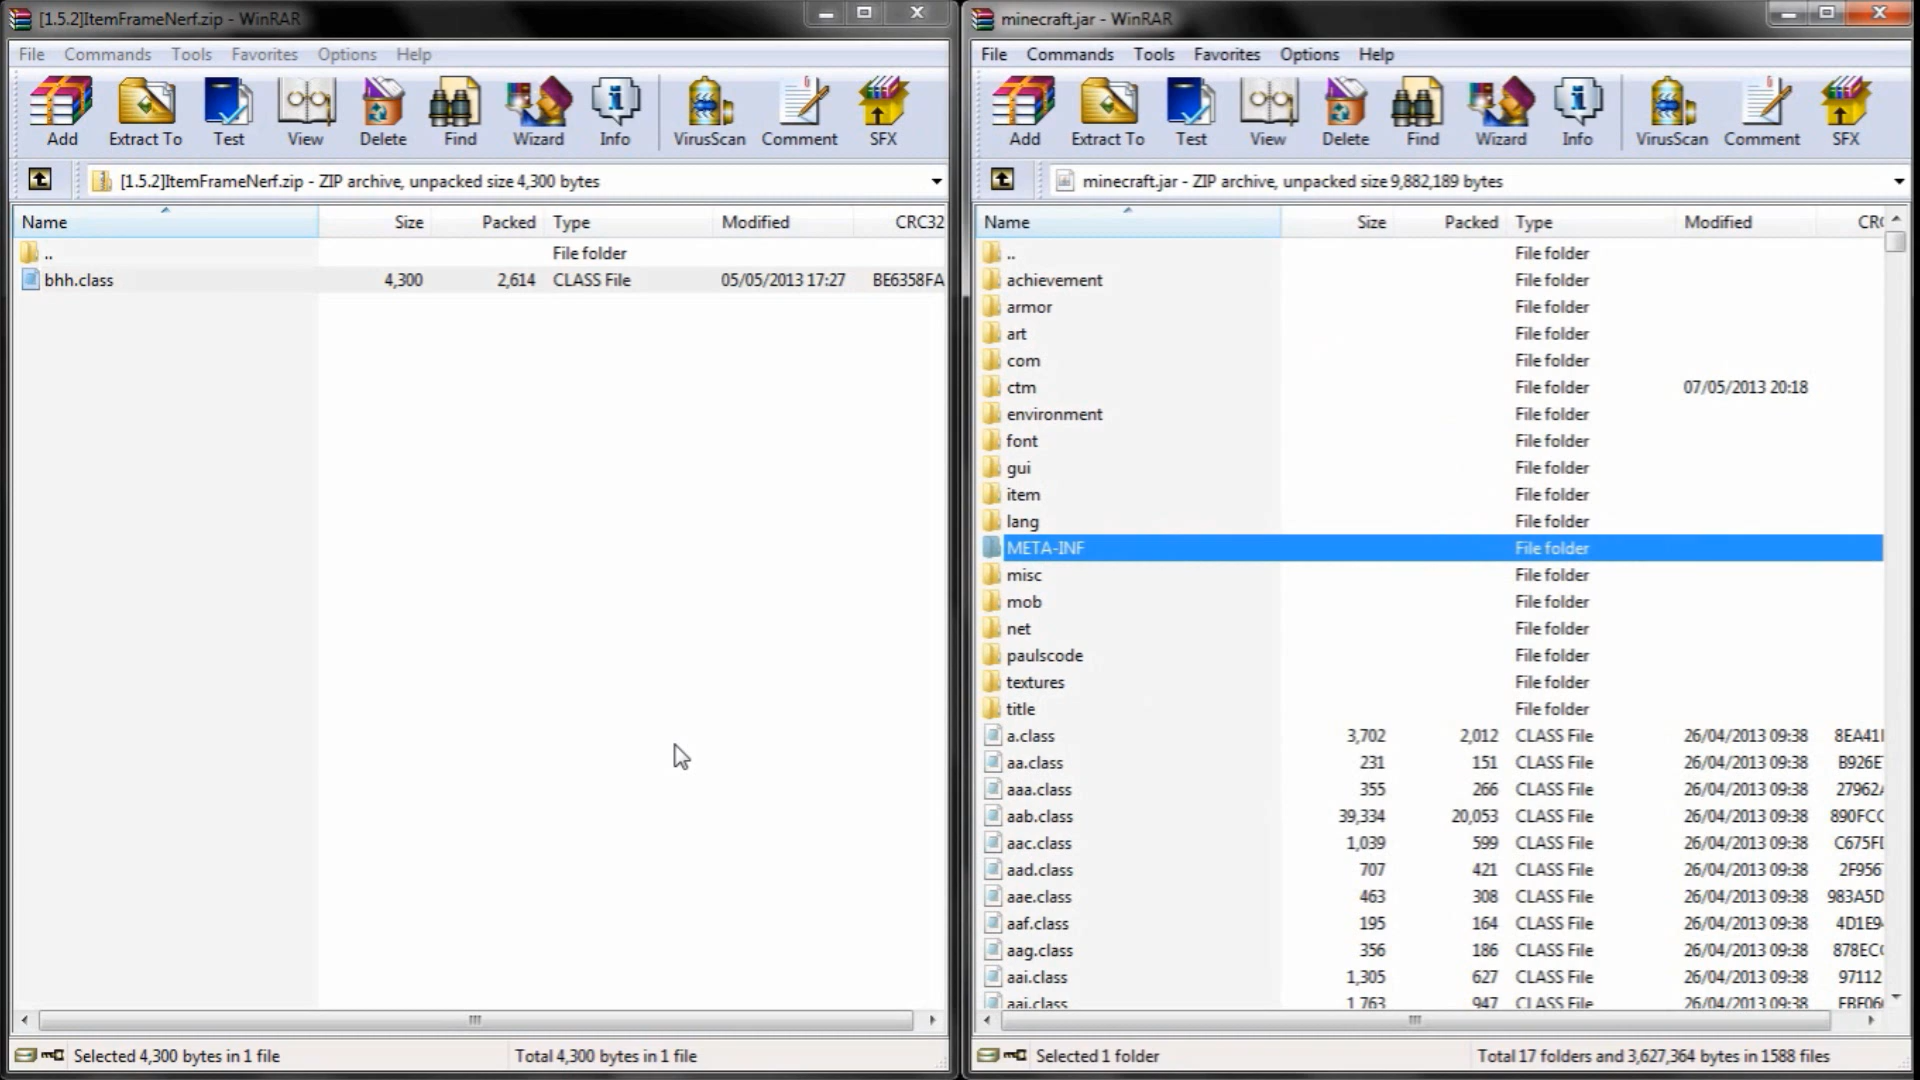 [1.5.2]ItemFrameNerf.zip - WinRAR
File Commands Tools Favorites Options Help
Add Extract To Test View Delete Find Wizard Info VirusScan Comment SFX
[1.5.2]ItemFrameNerf.zip - ZIP archive, unpacked size 4,300 bytes
Name Size Packed Type Modified CRC32
.. File folder
bhh.class 4,300 2,614 CLASS File 05/05/2013 17:27 BE6358FA
Selected 4,300 bytes in 1 file Total 4,300 bytes in 1 file
minecraft.jar - WinRAR
File Commands Tools Favorites Options Help
Add Extract To Test View Delete Find Wizard Info VirusScan Comment SFX
minecraft.jar - ZIP archive, unpacked size 9,882,189 bytes
Name Size Packed Type Modified
.. File folder
achievement File folder
armor File folder
art File folder
com File folder
ctm File folder 07/05/2013 20:18
environment File folder
font File folder
gui File folder
item File folder
lang File folder
META-INF File folder
misc File folder
mob File folder
net File folder
paulscode File folder
textures File folder
title File folder
a.class 3,702 2,012 CLASS File 26/04/2013 09:38
aa.class 231 151 CLASS File 26/04/2013 09:38
aaa.class 355 266 CLASS File 26/04/2013 09:38
aab.class 39,334 20,053 CLASS File 26/04/2013 09:38
aac.class 1,039 599 CLASS File 26/04/2013 09:38
aad.class 707 421 CLASS File 26/04/2013 09:38
aae.class 463 308 CLASS File 26/04/2013 09:38 983A5D
aaf.class 195 164 CLASS File 26/04/2013 09:38
aag.class 356 186 CLASS File 26/04/2013 09:38
aai.class 1,305 627 CLASS File 26/04/2013 09:38 97112
1,763 947 CLASS File 26/04/2013 09:38
Selected 1 folder Total 17 folders and 3,627,364 bytes in 1588 files